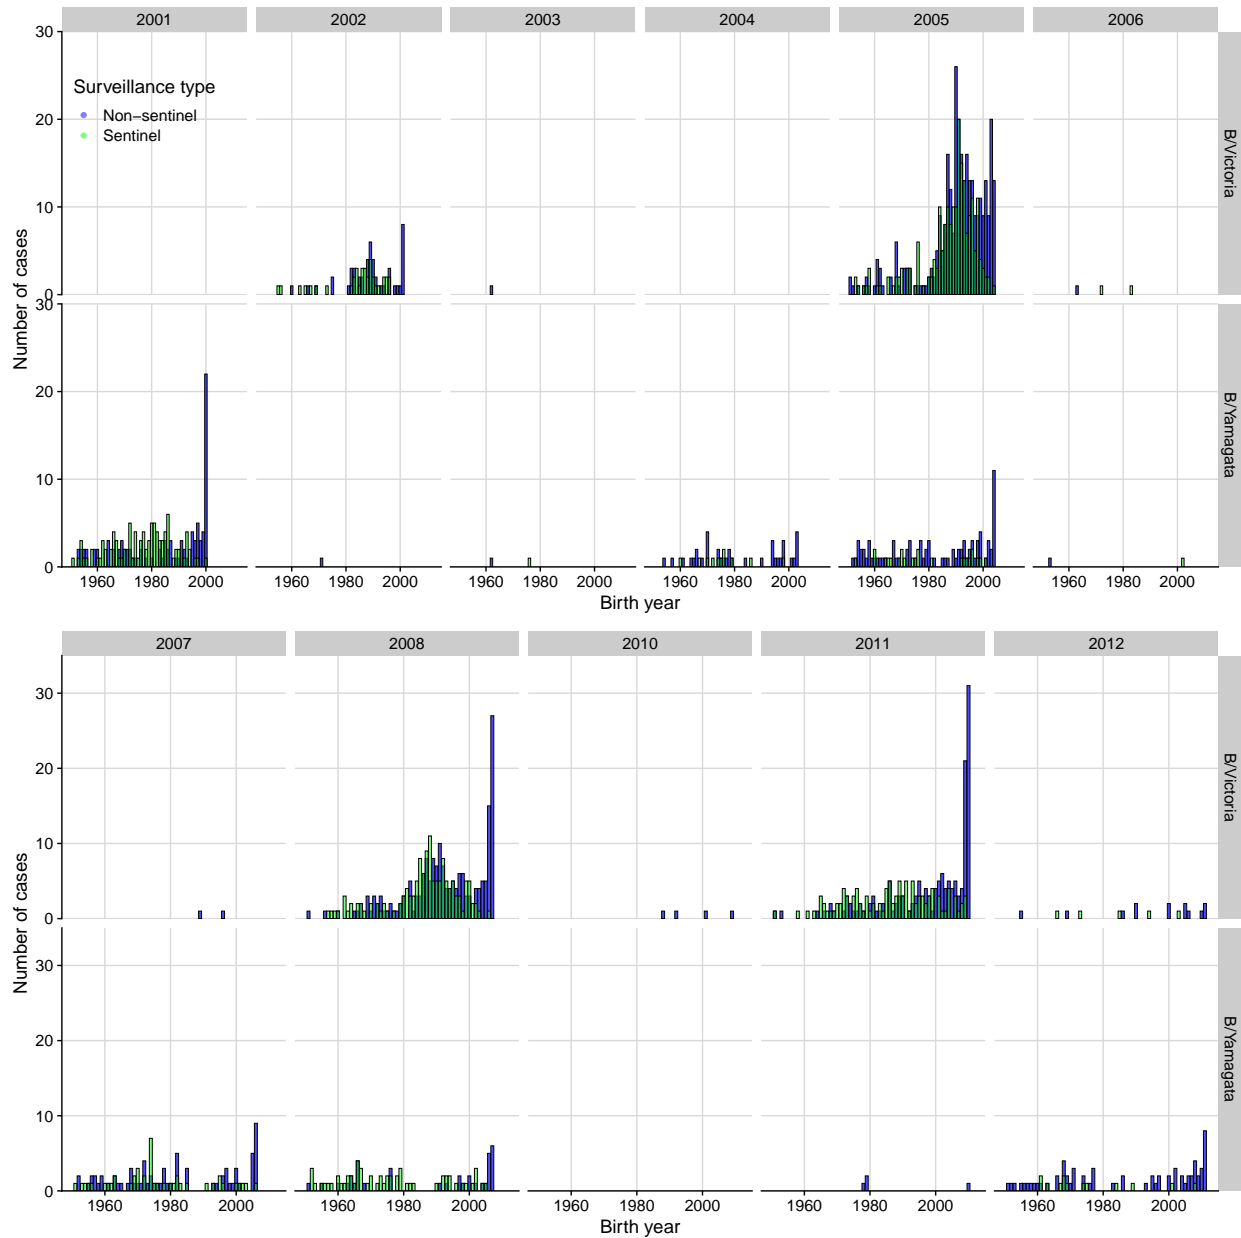 2001 2002 2003 2004 2005 2006
Surveillance type
Non−sentinel
Sentinel
Number of cases
30
20
10
0
B/Victoria
30
20
10
0
B/Yamagata
1960 1980 2000 1960 1980 2000 1960 1980 2000 1960 1980 2000 1960 1980 2000 1960 1980 2000
Birth year
2007 2008 2010 2011 2012
Number of cases
30
20
10
0
B/Victoria
30
20
10
0
B/Yamagata
1960 1980 2000 1960 1980 2000 1960 1980 2000 1960 1980 2000 1960 1980 2000
Birth year